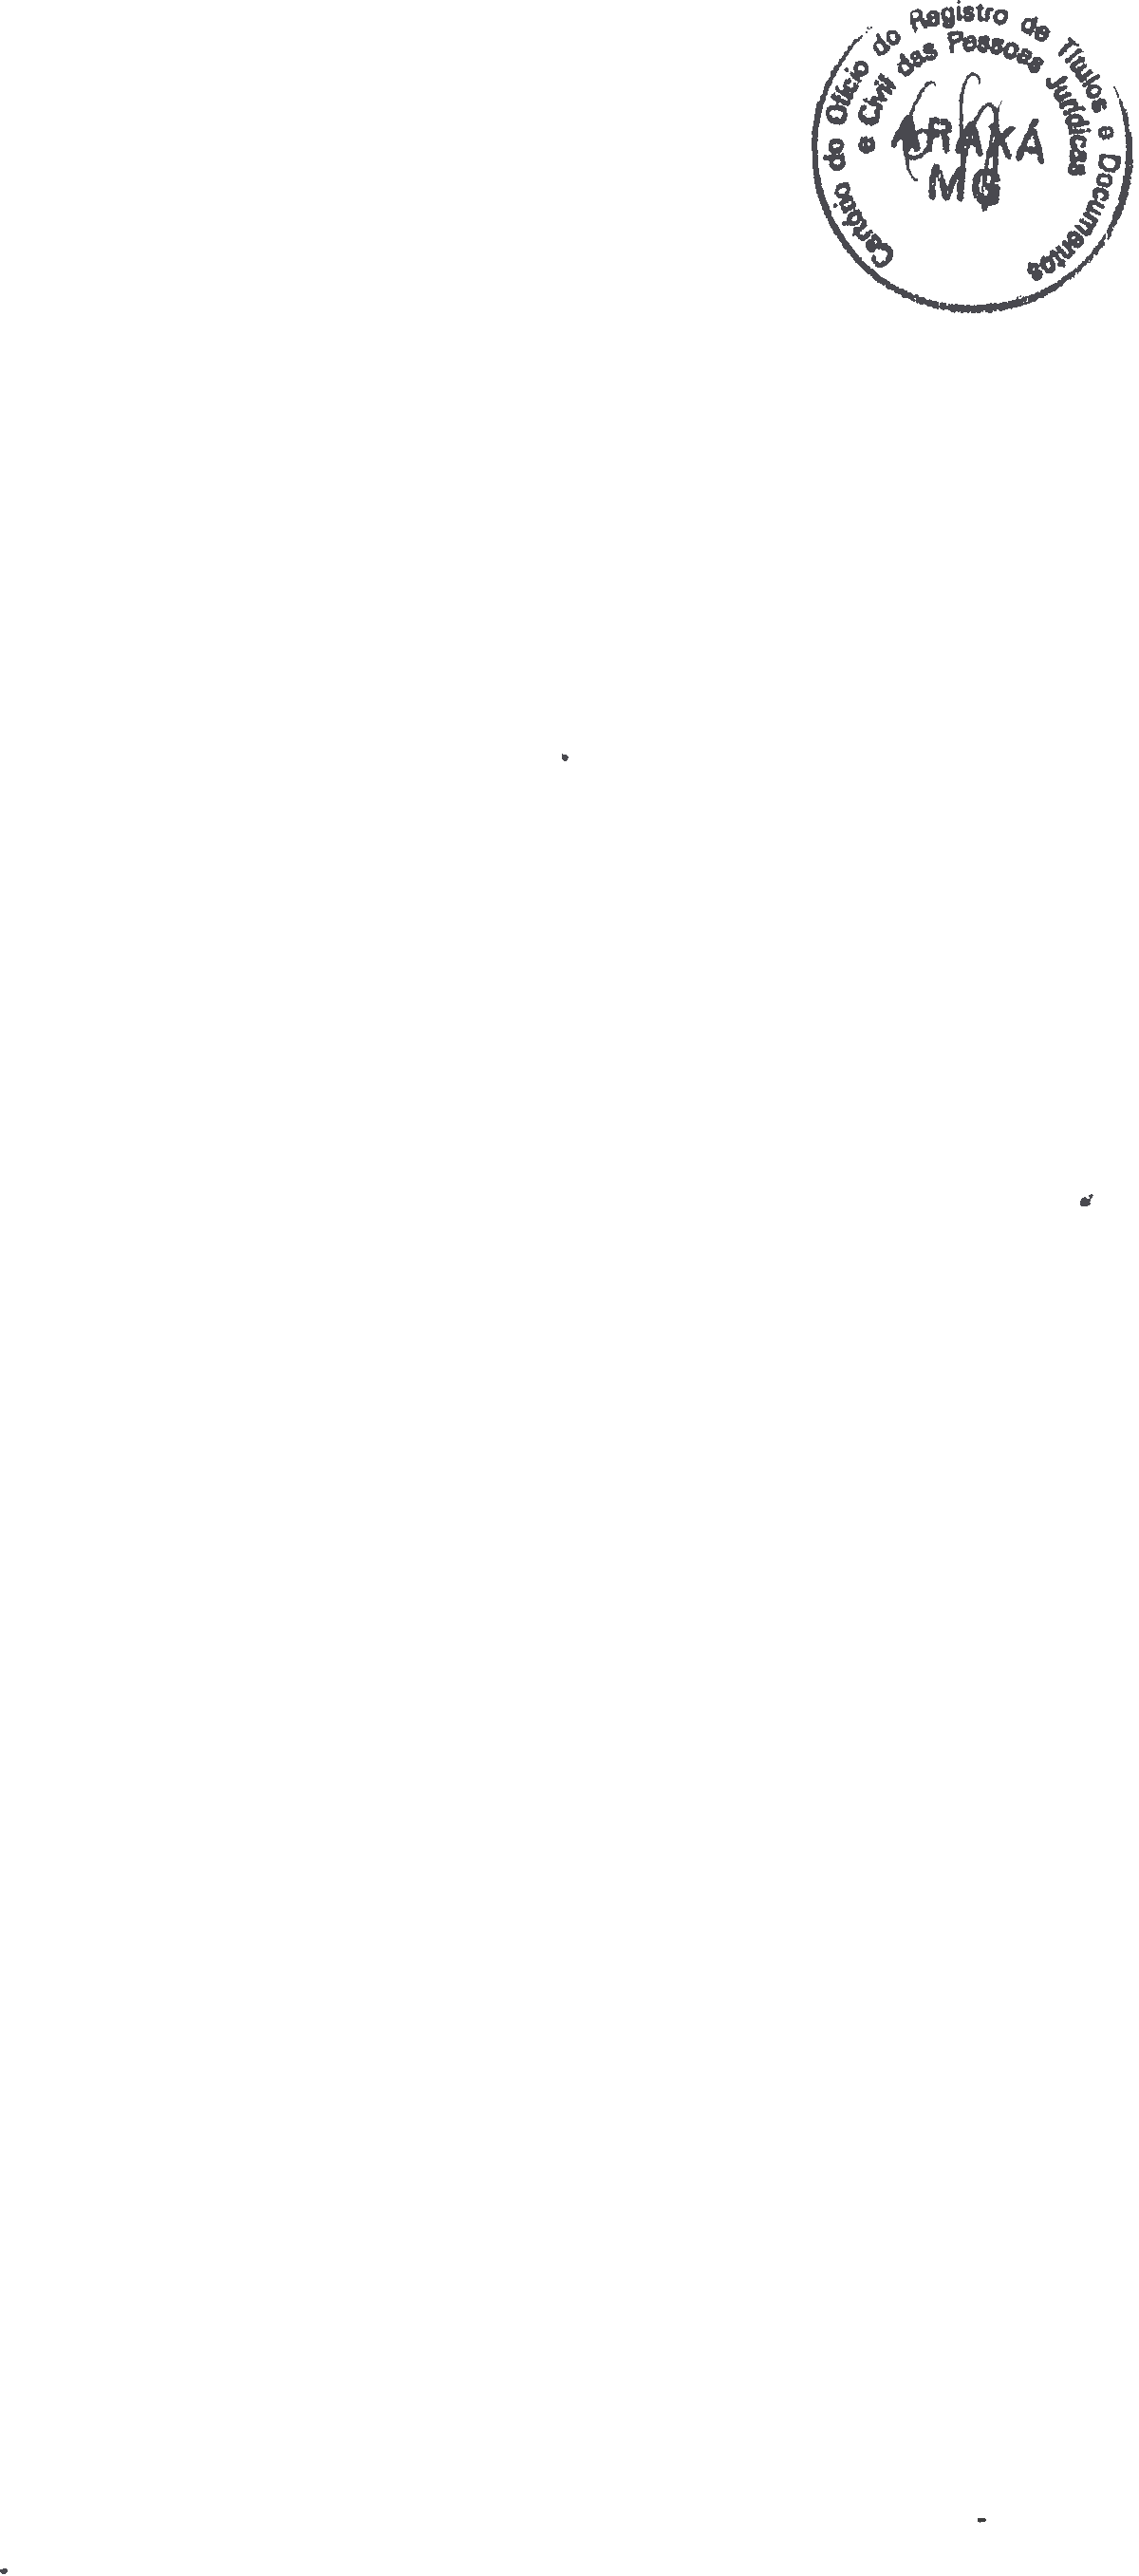 Cartório do Ofício do Registro de Títulos e Documentos
e Civil das Pessoas Jurídicas
ARAXÁ
MG